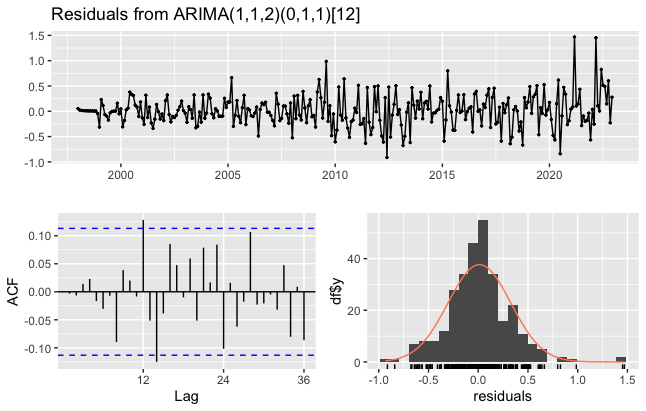 Residuals from ARIMA(1,1,2)(0,1,1)[12]
1.5
1.0
0.5
0.0
-0.5
-1.0
2000 2005 2010 2015 2020
0.10
0.05
0.00
-0.05
-0.10
ACF
12 24 36
Lag
40
20
0
df$y
-1.0 -0.5 0.0 0.5 1.0 1.5
residuals